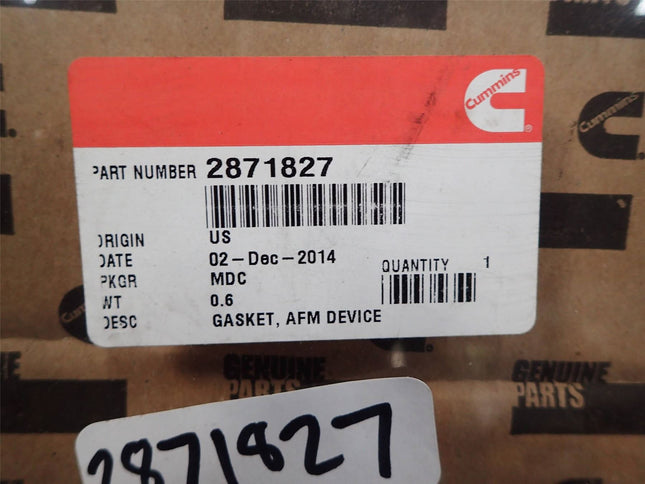 PARTS
Cummins
Cummins
PART NUMBER 2871827
ORIGIN US
DATE 02-Dec-2014
QUANTITY 1
PKGR MDC
WT 0.6
DESC GASKET, AFM DEVICE
GENUINE
PARTS
GENUINE
PARTS
2871827